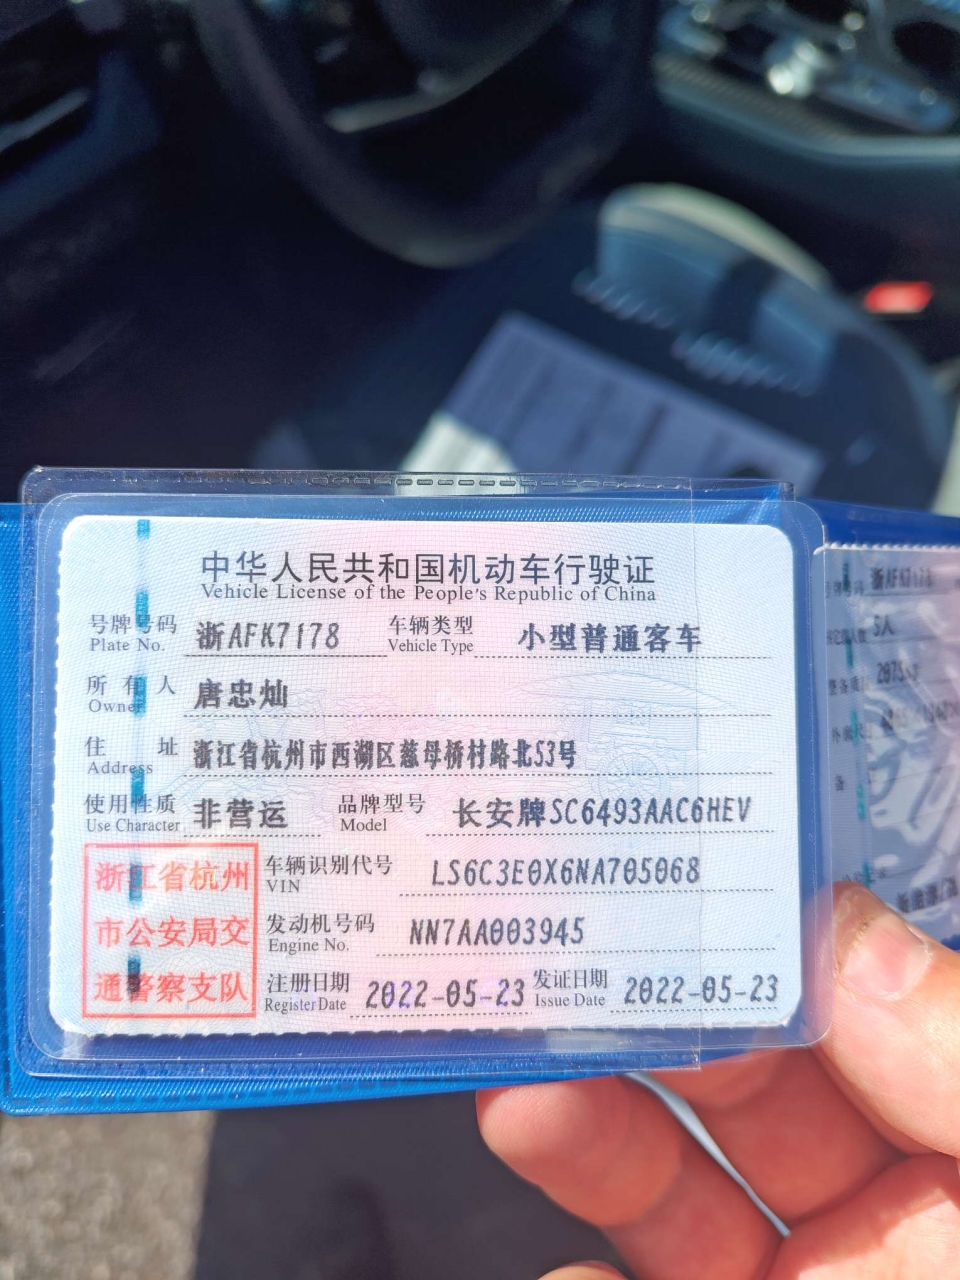 中华人民共和国机动车行驶证
Vehicle License of the People's Republic of China
号牌号码 浙AFK7178 车辆类型 小型普通客车
Plate No. Vehicle Type
所有人 唐忠灿
Owner
住址 浙江省杭州市西湖区慈母桥村路北53号
Address
使用性质 非营运 品牌型号 长安牌SC6493AAC6HEV
Use Character Model
浙江省杭州
市公安局交
通警察支队
车辆识别代号 LS6C3E0X6NA705068
VIN
发动机号码 NN7AA003945
Engine No.
注册日期 2022-05-23 发证日期 2022-05-23
Register Date Issue Date
浙AFK7178
5人